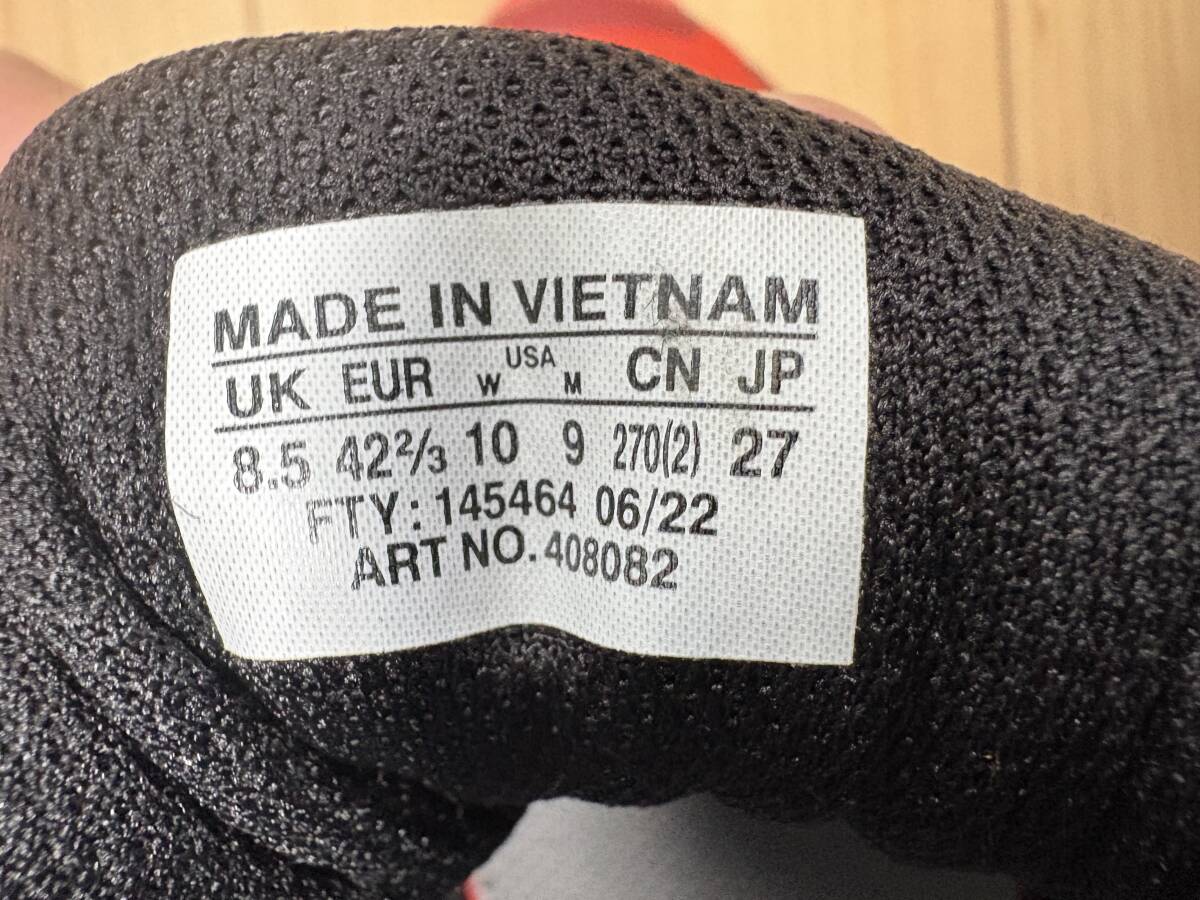 MADE IN VIETNAM
UK EUR W USA M CN JP
8.5 42⅔ 10 9 270(2) 27
FTY: 145464 06/22
ART NO. 408082